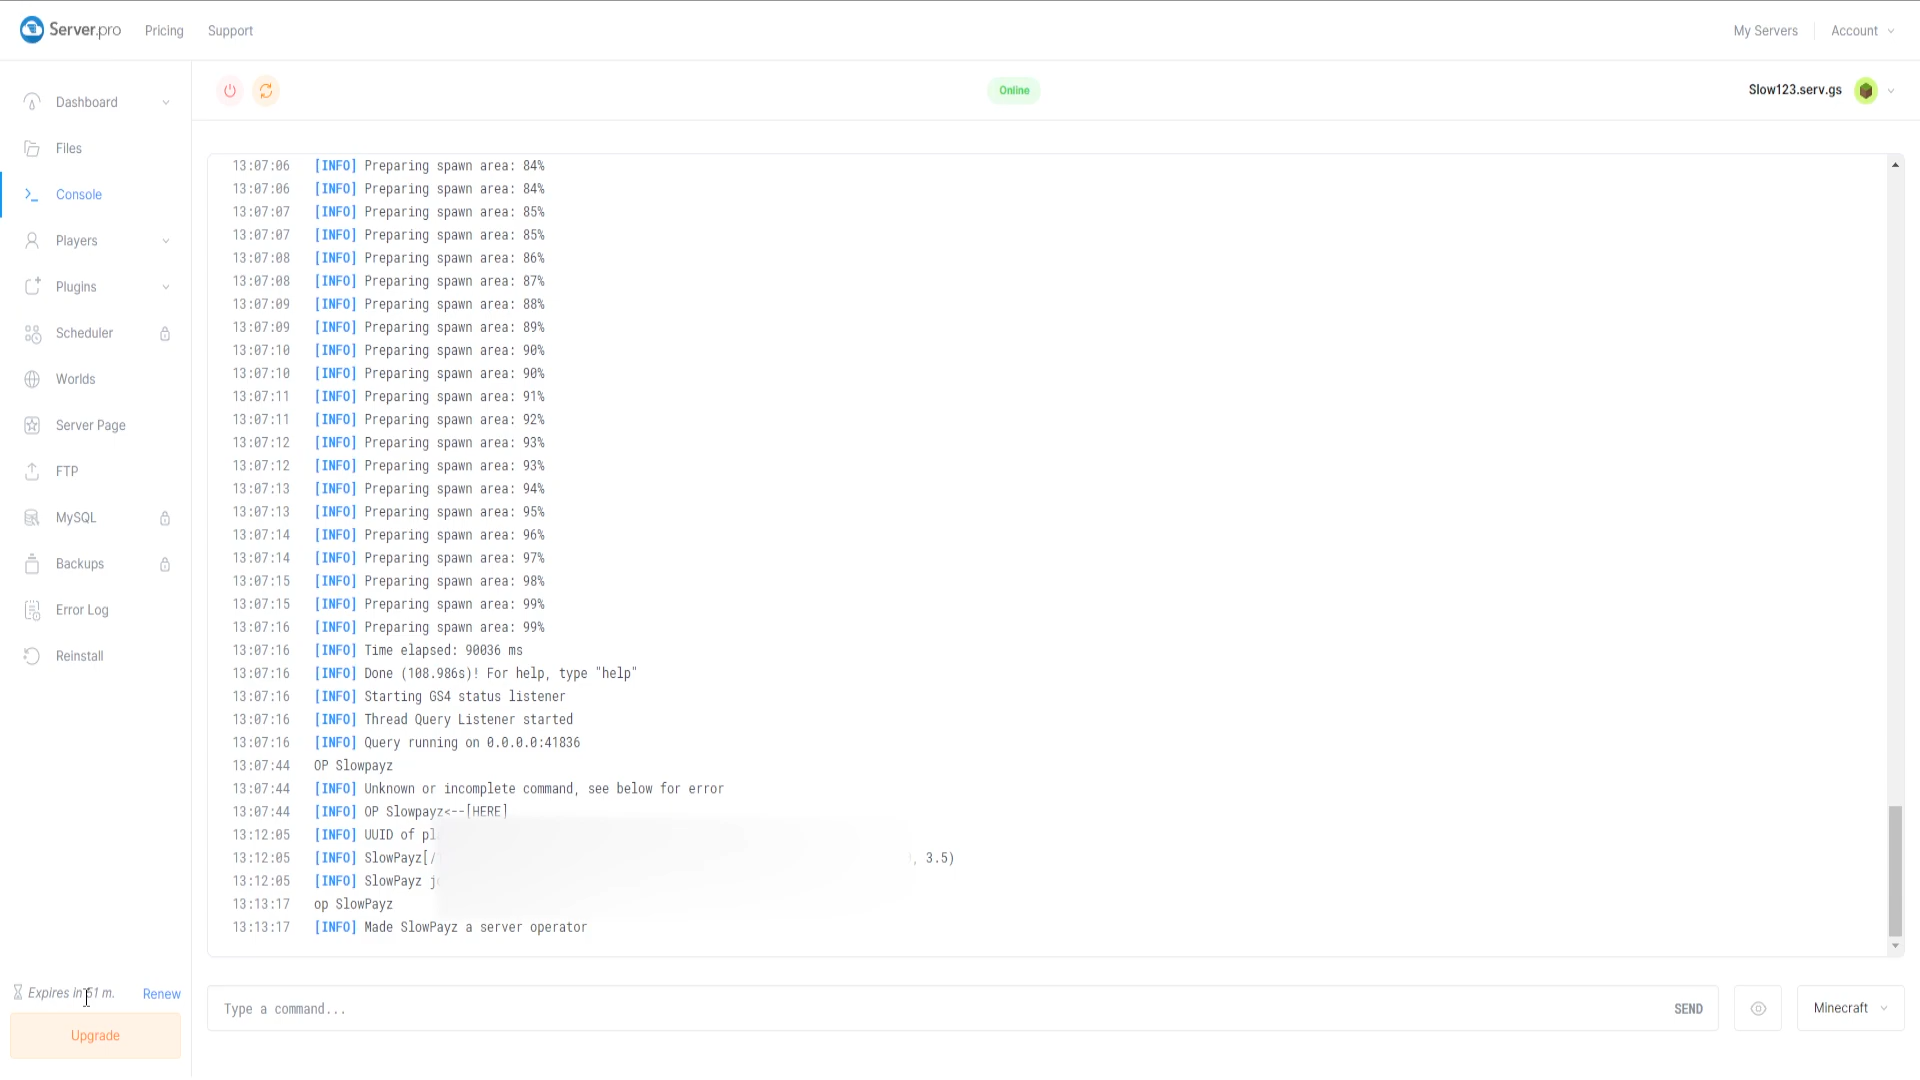 Server.pro Pricing Support My Servers Account
Online Slow123.serv.gs
Dashboard
Files
Console
Players
Plugins
Scheduler
Worlds
Server Page
FTP
MySQL
Backups
Error Log
Reinstall
13:07:06 [INFO] Preparing spawn area: 84%
13:07:06 [INFO] Preparing spawn area: 84%
13:07:07 [INFO] Preparing spawn area: 85%
13:07:07 [INFO] Preparing spawn area: 85%
13:07:08 [INFO] Preparing spawn area: 86%
13:07:08 [INFO] Preparing spawn area: 87%
13:07:09 [INFO] Preparing spawn area: 88%
13:07:09 [INFO] Preparing spawn area: 89%
13:07:10 [INFO] Preparing spawn area: 90%
13:07:10 [INFO] Preparing spawn area: 90%
13:07:11 [INFO] Preparing spawn area: 91%
13:07:11 [INFO] Preparing spawn area: 92%
13:07:12 [INFO] Preparing spawn area: 93%
13:07:12 [INFO] Preparing spawn area: 93%
13:07:13 [INFO] Preparing spawn area: 94%
13:07:13 [INFO] Preparing spawn area: 95%
13:07:14 [INFO] Preparing spawn area: 96%
13:07:14 [INFO] Preparing spawn area: 97%
13:07:15 [INFO] Preparing spawn area: 98%
13:07:15 [INFO] Preparing spawn area: 99%
13:07:16 [INFO] Preparing spawn area: 99%
13:07:16 [INFO] Time elapsed: 90036 ms
13:07:16 [INFO] Done (108.986s)! For help, type "help"
13:07:16 [INFO] Starting GS4 status listener
13:07:16 [INFO] Thread Query Listener started
13:07:16 [INFO] Query running on 0.0.0.0:41836
13:07:44 OP Slowpayz
13:07:44 [INFO] Unknown or incomplete command, see below for error
13:07:44 [INFO] OP Slowpayz<--[HERE]
13:12:05 [INFO] UUID of
13:12:05 [INFO] SlowPayz[/ , 3.5)
13:12:05 [INFO] SlowPayz
13:13:17 op SlowPayz
13:13:17 [INFO] Made SlowPayz a server operator
Expires in 51 m. Renew
Upgrade
Type a command... SEND Minecraft